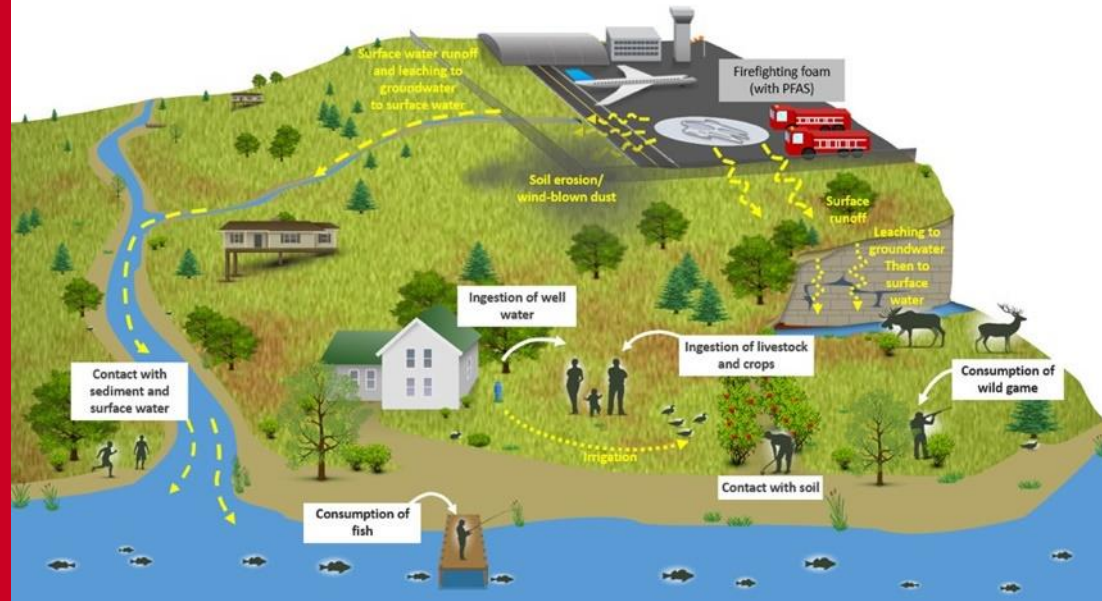 Surface water runoff
and leaching to
groundwater
to surface water
Firefighting foam
(with PFAS)
Soil erosion/
wind-blown dust
Surface
runoff
Leaching to
groundwater
Then to
surface
water
Ingestion of well
water
Ingestion of livestock
and crops
Consumption of
wild game
Contact with
sediment and
surface water
Irrigation
Contact with soil
Consumption of
fish